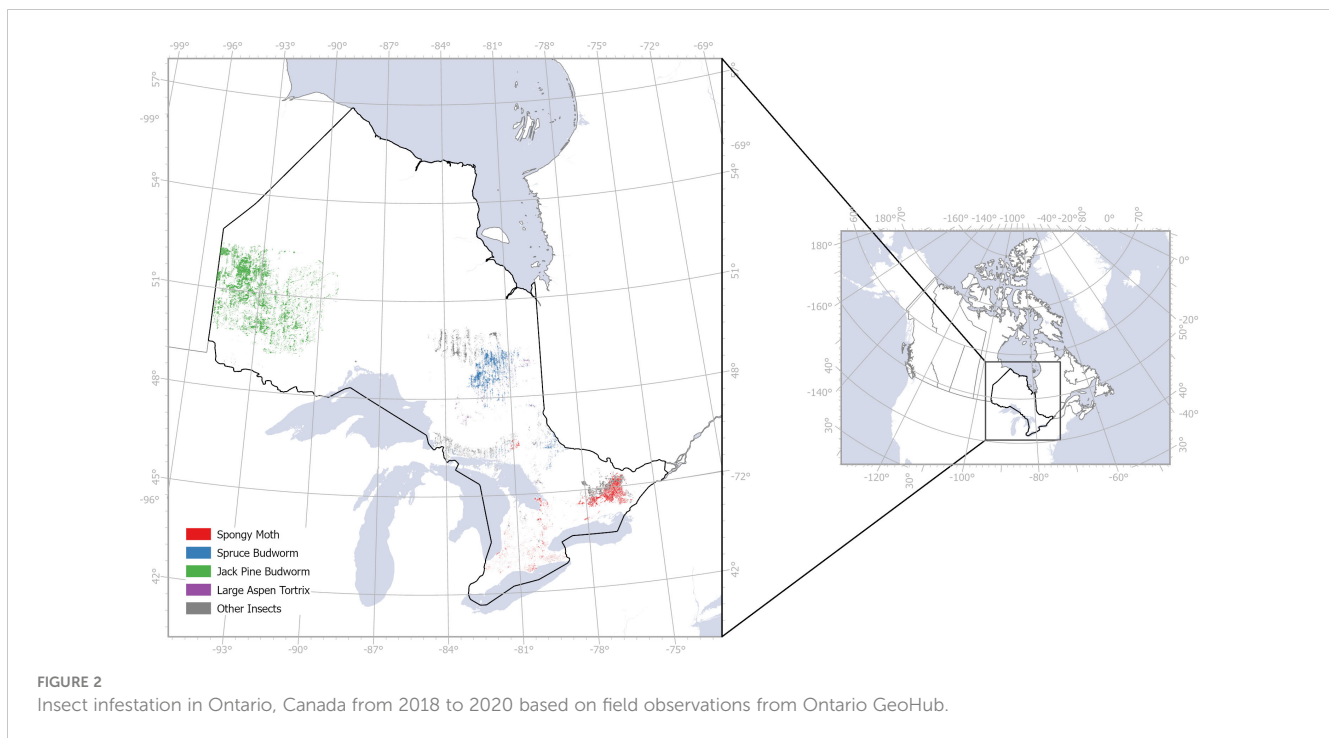 -99° -96° -93° -90° -87° -84° -81° -78° -75° -72° -69°
57°
-99°
54°
51°
48°
45°
-96°
42°
-69°
54°
51°
48°
-72°
42°
Spongy Moth
Spruce Budworm
Jack Pine Budworm
Large Aspen Tortrix
Other Insects
-93° -90° -87° -84° -81° -78° -75°
180° 70° -160° -140° -100° -40° -20° 0° 70°
180°
-160°
40°
-140°
30°
0°
-20°
50°
40°
-40°
30°
-120° 30° -100° -80° -60°
FIGURE 2
Insect infestation in Ontario, Canada from 2018 to 2020 based on field observations from Ontario GeoHub.